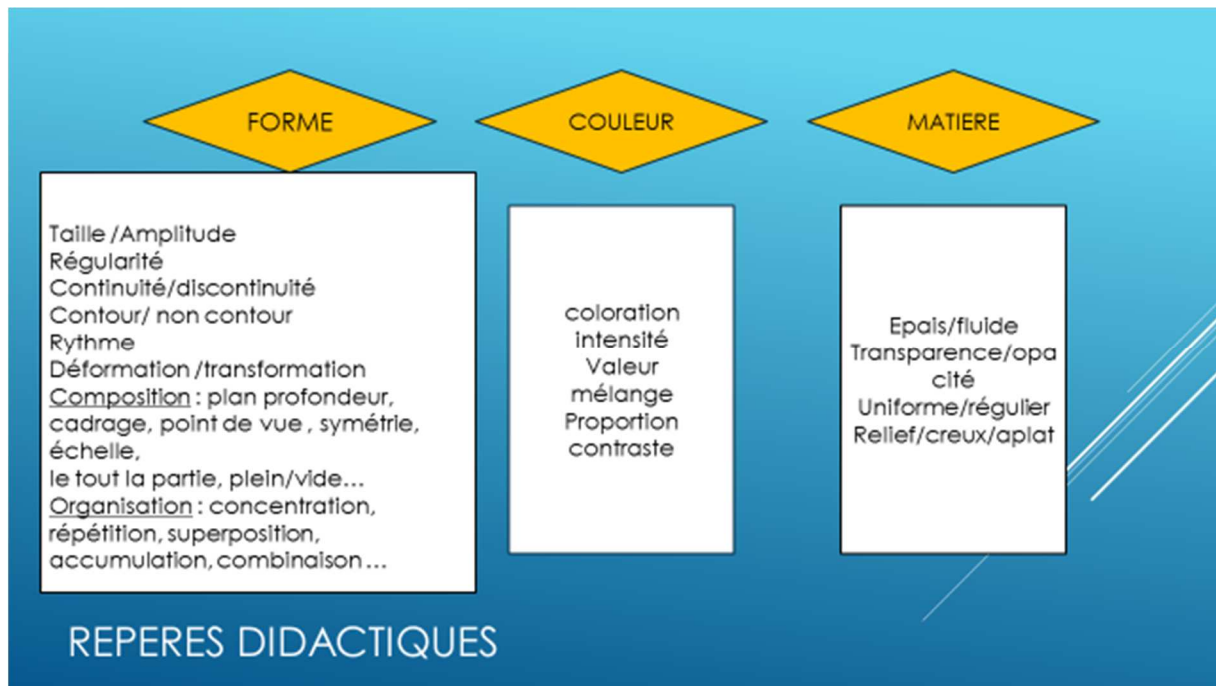 FORME
Taille /Amplitude
Régularité
Continuité/discontinuité
Contour/ non contour
Rythme
Déformation /transformation
Composition : plan profondeur,
cadrage, point de vue , symétrie,
échelle,
le tout la partie, plein/vide…
Organisation : concentration,
répétition, superposition,
accumulation, combinaison …
COULEUR
coloration
intensité
Valeur
mélange
Proportion
contraste
MATIERE
Epais/fluide
Transparence/opa
cité
Uniforme/régulier
Relief/creux/aplat
REPERES DIDACTIQUES